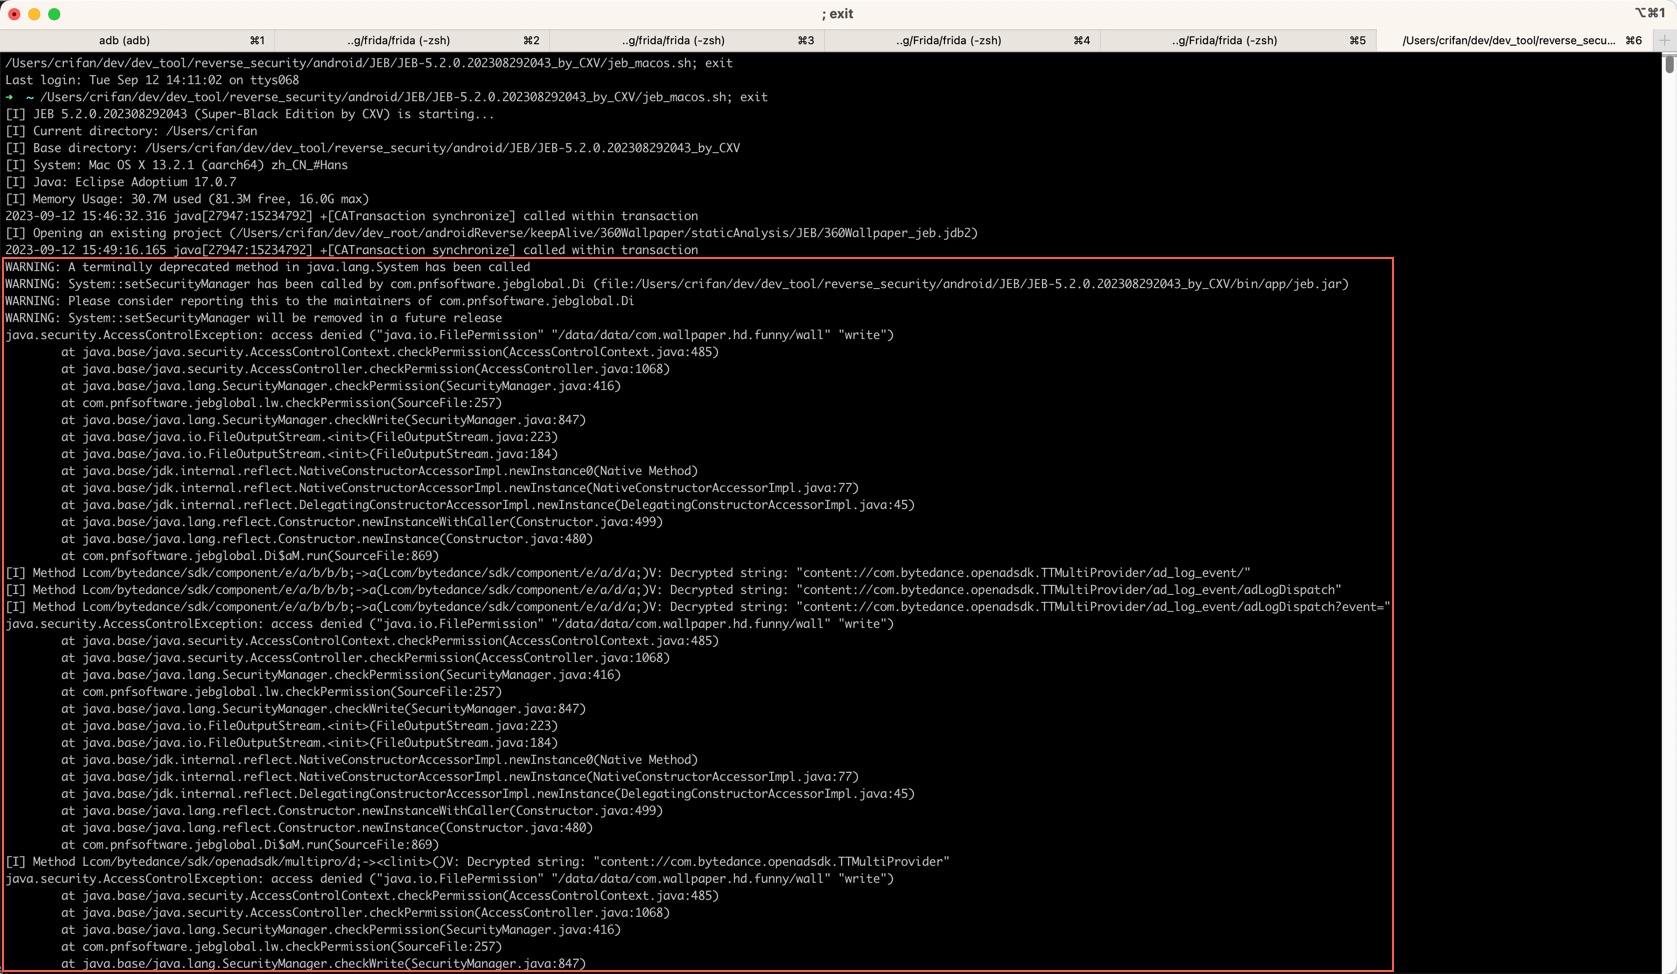 ; exit
⌥⌘1
adb (adb) ⌘1 ..g/frida/frida (-zsh) ⌘2 ..g/frida/frida (-zsh) ⌘3 ..g/Frida/frida (-zsh) ⌘4 ..g/Frida/frida (-zsh) ⌘5 /Users/crifan/dev/dev_tool/reverse_secu... ⌘6
/Users/crifan/dev/dev_tool/reverse_security/android/JEB/JEB-5.2.0.202308292043_by_CXV/jeb_macos.sh; exit
Last login: Tue Sep 12 14:11:02 on ttys068
➜  ~ /Users/crifan/dev/dev_tool/reverse_security/android/JEB/JEB-5.2.0.202308292043_by_CXV/jeb_macos.sh; exit
[I] JEB 5.2.0.202308292043 (Super-Black Edition by CXV) is starting...
[I] Current directory: /Users/crifan
[I] Base directory: /Users/crifan/dev/dev_tool/reverse_security/android/JEB/JEB-5.2.0.202308292043_by_CXV
[I] System: Mac OS X 13.2.1 (aarch64) zh_CN_#Hans
[I] Java: Eclipse Adoptium 17.0.7
[I] Memory Usage: 30.7M used (81.3M free, 16.0G max)
2023-09-12 15:46:32.316 java[27947:15234792] +[CATransaction synchronize] called within transaction
[I] Opening an existing project (/Users/crifan/dev/dev_root/androidReverse/keepAlive/360Wallpaper/staticAnalysis/JEB/360Wallpaper_jeb.jdb2)
2023-09-12 15:49:16.165 java[27947:15234792] +[CATransaction synchronize] called within transaction
WARNING: A terminally deprecated method in java.lang.System has been called
WARNING: System::setSecurityManager has been called by com.pnfsoftware.jebglobal.Di (file:/Users/crifan/dev/dev_tool/reverse_security/android/JEB/JEB-5.2.0.202308292043_by_CXV/bin/app/jeb.jar)
WARNING: Please consider reporting this to the maintainers of com.pnfsoftware.jebglobal.Di
WARNING: System::setSecurityManager will be removed in a future release
java.security.AccessControlException: access denied ("java.io.FilePermission" "/data/data/com.wallpaper.hd.funny/wall" "write")
at java.base/java.security.AccessControlContext.checkPermission(AccessControlContext.java:485)
at java.base/java.security.AccessController.checkPermission(AccessController.java:1068)
at java.base/java.lang.SecurityManager.checkPermission(SecurityManager.java:416)
at com.pnfsoftware.jebglobal.lw.checkPermission(SourceFile:257)
at java.base/java.lang.SecurityManager.checkWrite(SecurityManager.java:847)
at java.base/java.io.FileOutputStream.<init>(FileOutputStream.java:223)
at java.base/java.io.FileOutputStream.<init>(FileOutputStream.java:184)
at java.base/jdk.internal.reflect.NativeConstructorAccessorImpl.newInstance0(Native Method)
at java.base/jdk.internal.reflect.NativeConstructorAccessorImpl.newInstance(NativeConstructorAccessorImpl.java:77)
at java.base/jdk.internal.reflect.DelegatingConstructorAccessorImpl.newInstance(DelegatingConstructorAccessorImpl.java:45)
at java.base/java.lang.reflect.Constructor.newInstanceWithCaller(Constructor.java:499)
at java.base/java.lang.reflect.Constructor.newInstance(Constructor.java:480)
at com.pnfsoftware.jebglobal.Di$aM.run(SourceFile:869)
[I] Method Lcom/bytedance/sdk/component/e/a/b/b/b;->a(Lcom/bytedance/sdk/component/e/a/d/a;)V: Decrypted string: "content://com.bytedance.openadsdk.TTMultiProvider/ad_log_event/"
[I] Method Lcom/bytedance/sdk/component/e/a/b/b/b;->a(Lcom/bytedance/sdk/component/e/a/d/a;)V: Decrypted string: "content://com.bytedance.openadsdk.TTMultiProvider/ad_log_event/adLogDispatch"
[I] Method Lcom/bytedance/sdk/component/e/a/b/b/b;->a(Lcom/bytedance/sdk/component/e/a/d/a;)V: Decrypted string: "content://com.bytedance.openadsdk.TTMultiProvider/ad_log_event/adLogDispatch?event="
java.security.AccessControlException: access denied ("java.io.FilePermission" "/data/data/com.wallpaper.hd.funny/wall" "write")
at java.base/java.security.AccessControlContext.checkPermission(AccessControlContext.java:485)
at java.base/java.security.AccessController.checkPermission(AccessController.java:1068)
at java.base/java.lang.SecurityManager.checkPermission(SecurityManager.java:416)
at com.pnfsoftware.jebglobal.lw.checkPermission(SourceFile:257)
at java.base/java.lang.SecurityManager.checkWrite(SecurityManager.java:847)
at java.base/java.io.FileOutputStream.<init>(FileOutputStream.java:223)
at java.base/java.io.FileOutputStream.<init>(FileOutputStream.java:184)
at java.base/jdk.internal.reflect.NativeConstructorAccessorImpl.newInstance0(Native Method)
at java.base/jdk.internal.reflect.NativeConstructorAccessorImpl.newInstance(NativeConstructorAccessorImpl.java:77)
at java.base/jdk.internal.reflect.DelegatingConstructorAccessorImpl.newInstance(DelegatingConstructorAccessorImpl.java:45)
at java.base/java.lang.reflect.Constructor.newInstanceWithCaller(Constructor.java:499)
at java.base/java.lang.reflect.Constructor.newInstance(Constructor.java:480)
at com.pnfsoftware.jebglobal.Di$aM.run(SourceFile:869)
[I] Method Lcom/bytedance/sdk/openadsdk/multipro/d;-><clinit>()V: Decrypted string: "content://com.bytedance.openadsdk.TTMultiProvider"
java.security.AccessControlException: access denied ("java.io.FilePermission" "/data/data/com.wallpaper.hd.funny/wall" "write")
at java.base/java.security.AccessControlContext.checkPermission(AccessControlContext.java:485)
at java.base/java.security.AccessController.checkPermission(AccessController.java:1068)
at java.base/java.lang.SecurityManager.checkPermission(SecurityManager.java:416)
at com.pnfsoftware.jebglobal.lw.checkPermission(SourceFile:257)
at java.base/java.lang.SecurityManager.checkWrite(SecurityManager.java:847)